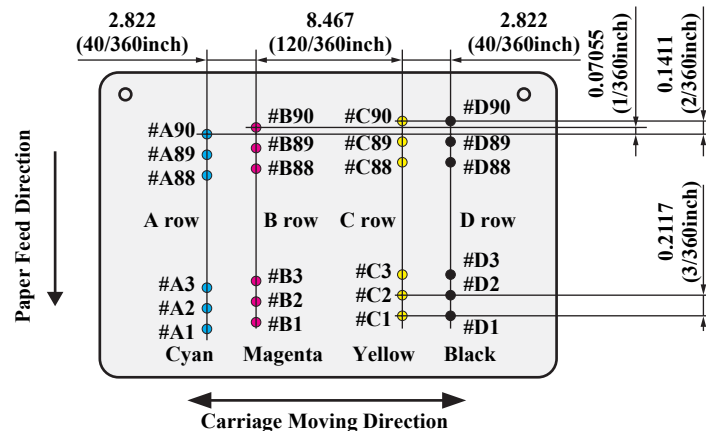 2.822 8.467 2.822
(40/360inch) (120/360inch) (40/360inch)
0.07055
(1/360inch)
0.1411
(2/360inch)
#A90 #B90 #C90 #D90
#A89 #B89 #C89 #D89
#A88 #B88 #C88 #D88
Paper Feed Direction
A row B row C row D row
0.2117
(3/360inch)
#A3 #B3 #C3 #D3
#A2 #B2 #C2 #D2
#A1 #B1 #C1 #D1
Cyan Magenta Yellow Black
Carriage Moving Direction